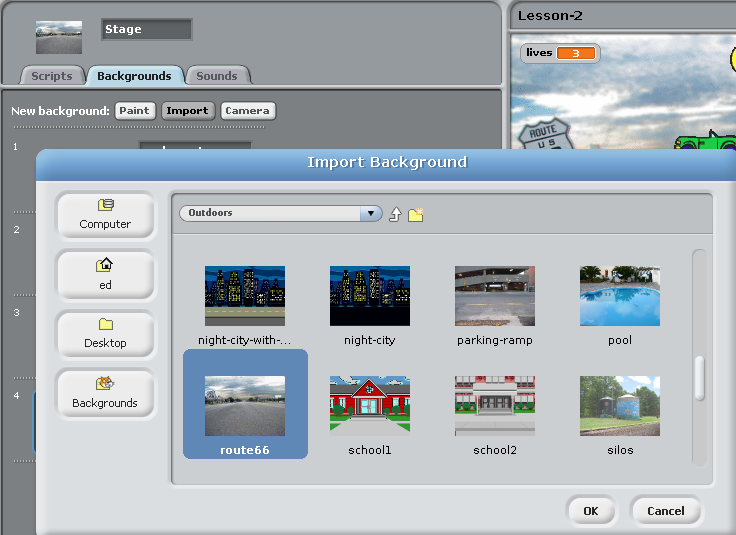 Stage
Lesson-2
lives 3
Scripts Backgrounds Sounds
New background: Paint Import Camera
1
ROUTE
U S
Import Background
Computer
Outdoors
2
ed
night-city-with-... night-city parking-ramp pool
3
Desktop
4
Backgrounds
route66 school1 school2 silos
OK Cancel